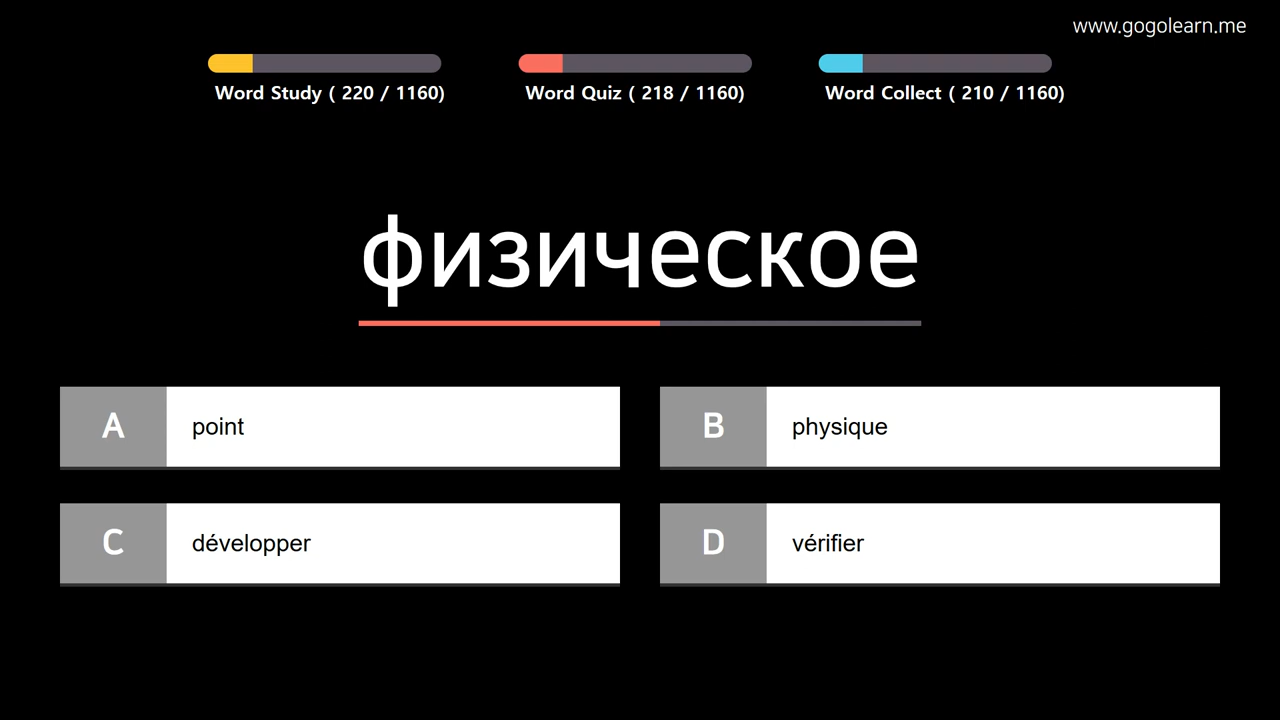 www.gogolearn.me
Word Study ( 220 / 1160)
Word Quiz ( 218 / 1160)
Word Collect ( 210 / 1160)
физическое
A point
B physique
C développer
D vérifier